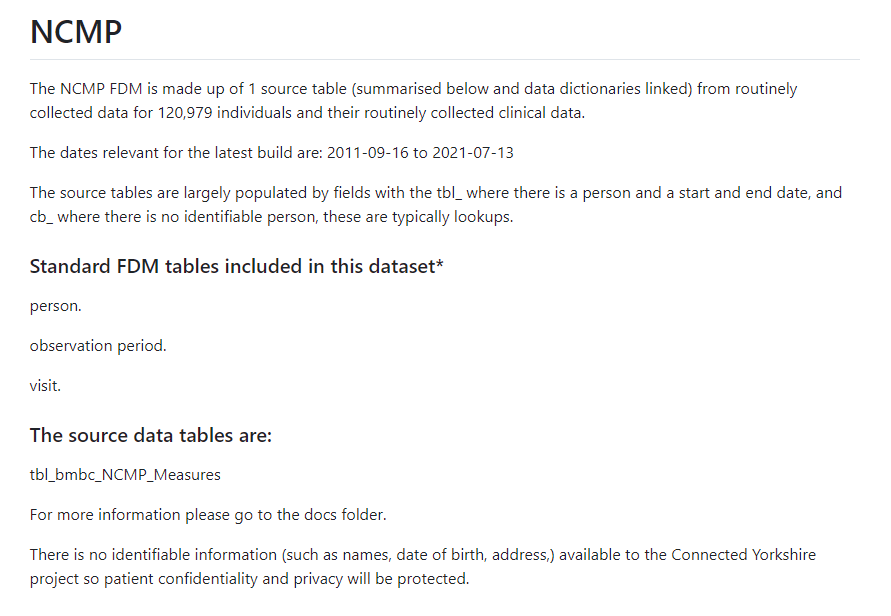 NCMP
The NCMP FDM is made up of 1 source table (summarised below and data dictionaries linked) from routinely
collected data for 120,979 individuals and their routinely collected clinical data.
The dates relevant for the latest build are: 2011-09-16 to 2021-07-13
The source tables are largely populated by fields with the tbl_ where there is a person and a start and end date, and
cb_ where there is no identifiable person, these are typically lookups.
Standard FDM tables included in this dataset*
person.
observation period.
visit.
The source data tables are:
tbl_bmbc_NCMP_Measures
For more information please go to the docs folder.
There is no identifiable information (such as names, date of birth, address,) available to the Connected Yorkshire
project so patient confidentiality and privacy will be protected.